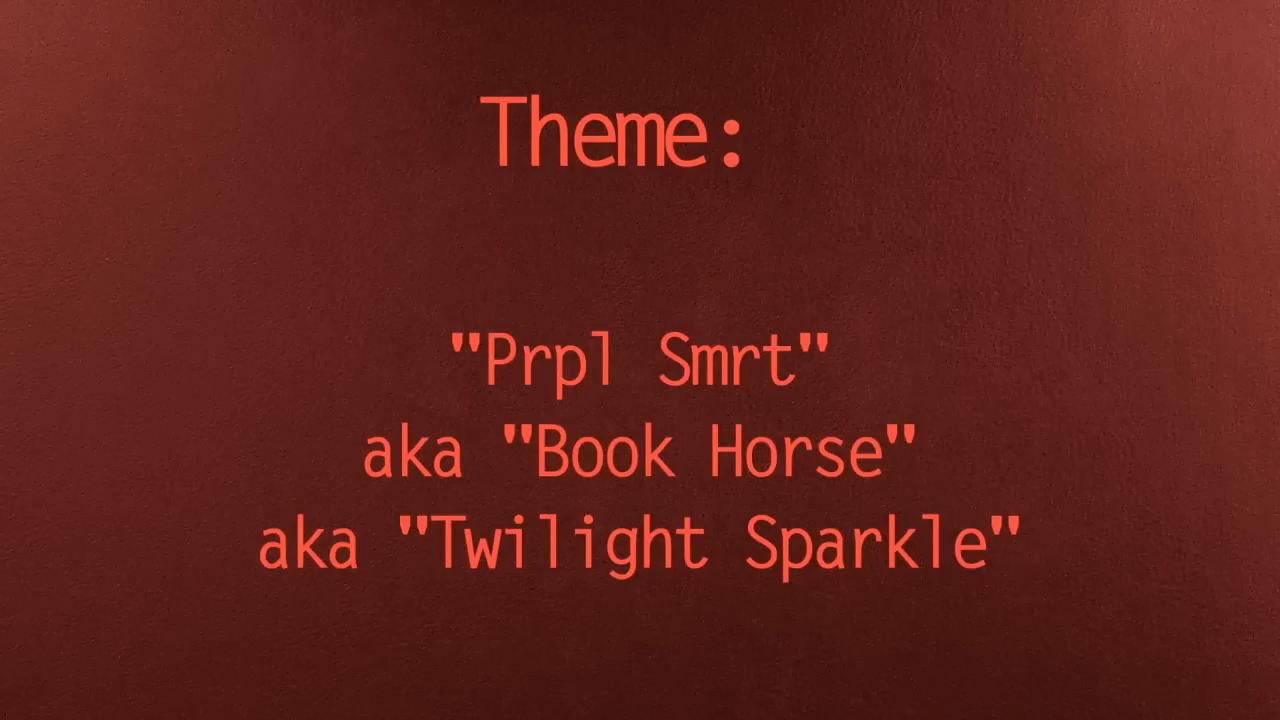 Theme:
"Prpl Smrt"
aka "Book Horse"
aka "Twilight Sparkle"